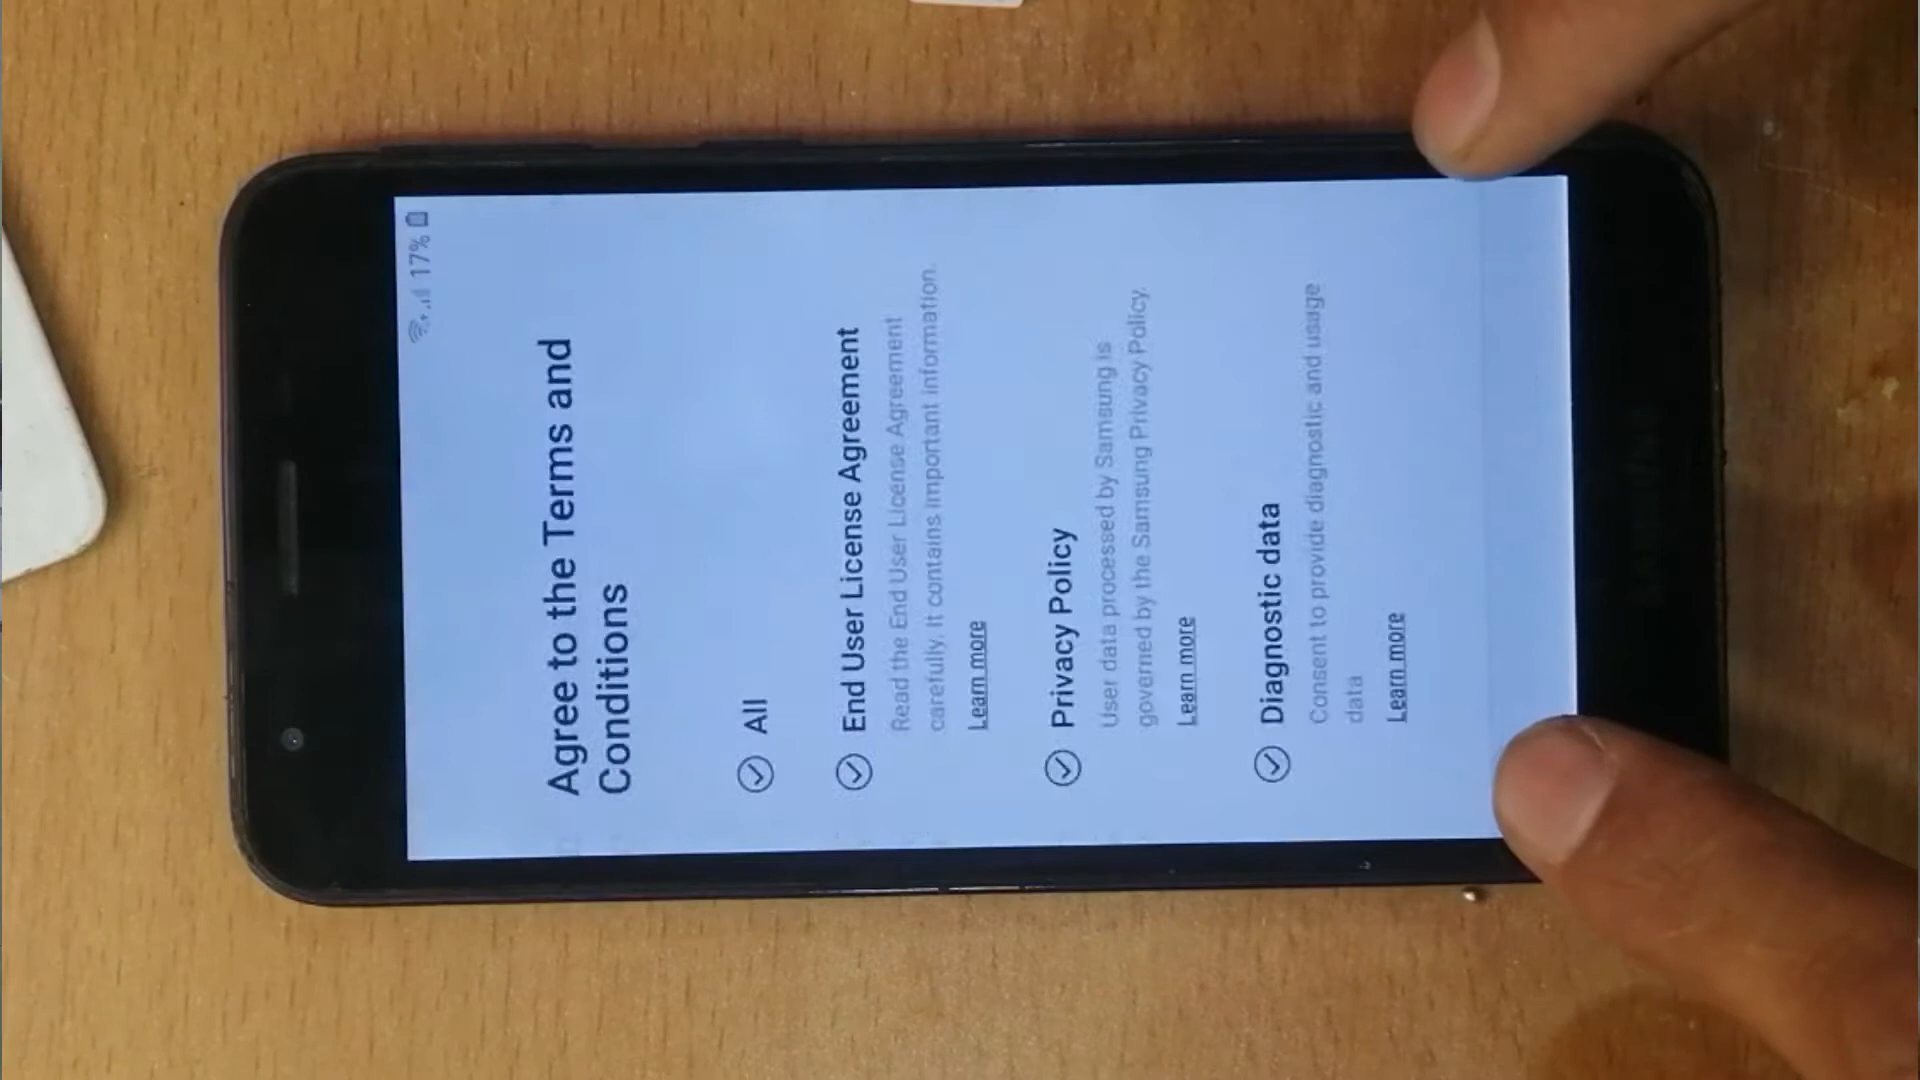 17%
Agree to the Terms and
Conditions
All
End User License Agreement
Read the End User License Agreement
carefully. It contains important information.
Learn more
Privacy Policy
User data processed by Samsung is
governed by the Samsung Privacy Policy.
Learn more
Diagnostic data
Consent to provide diagnostic and usage
data
Learn more